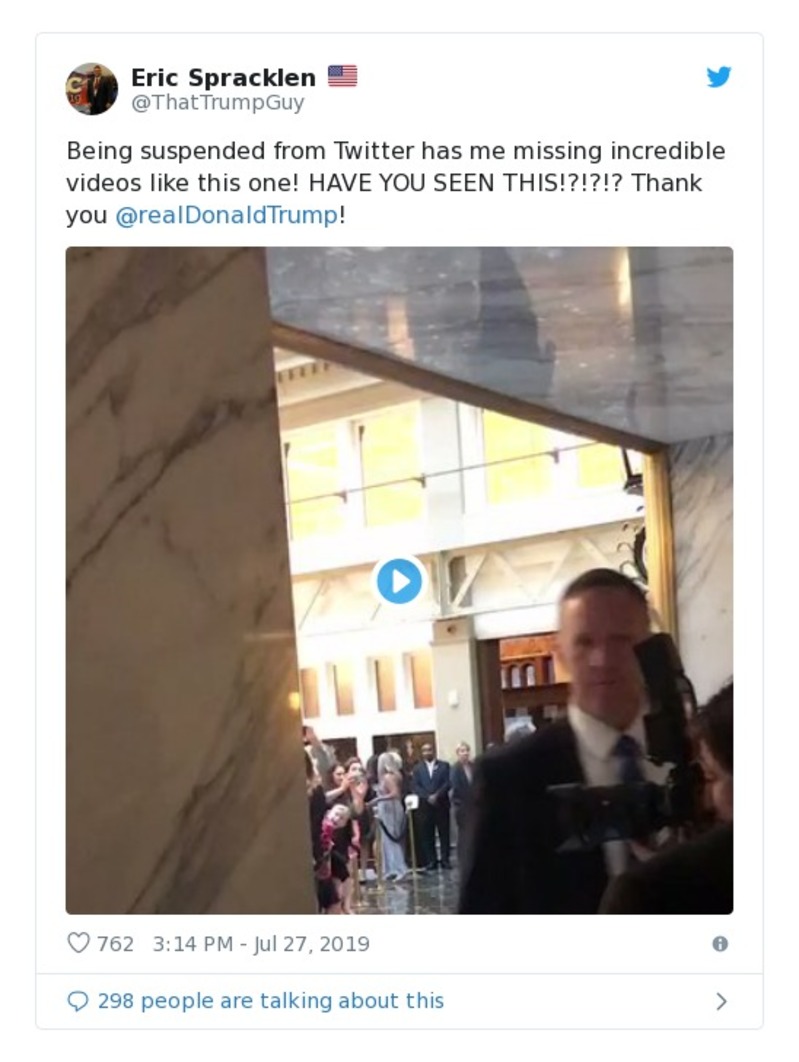 Eric Spracklen 🇺🇸
@ThatTrumpGuy
Being suspended from Twitter has me missing incredible
videos like this one! HAVE YOU SEEN THIS!?!?!? Thank
you @realDonaldTrump!
762 3:14 PM - Jul 27, 2019
298 people are talking about this